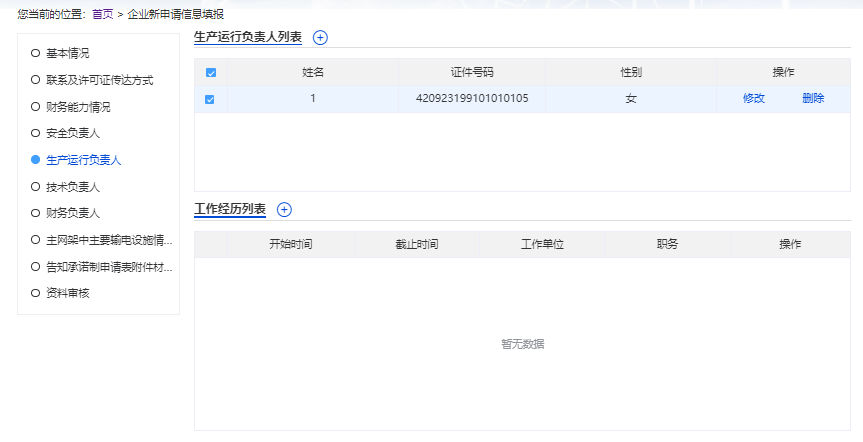 您当前的位置： 首页 > 企业新申请信息填报
基本情况
联系及许可证传达方式
财务能力情况
安全负责人
生产运行负责人
技术负责人
财务负责人
主网架中主要输电设施情...
告知承诺制申请表附件材...
资料审核
生产运行负责人列表
姓名 证件号码 性别 操作
1 420923199101010105 女 修改 删除
工作经历列表
开始时间 截止时间 工作单位 职务 操作
暂无数据